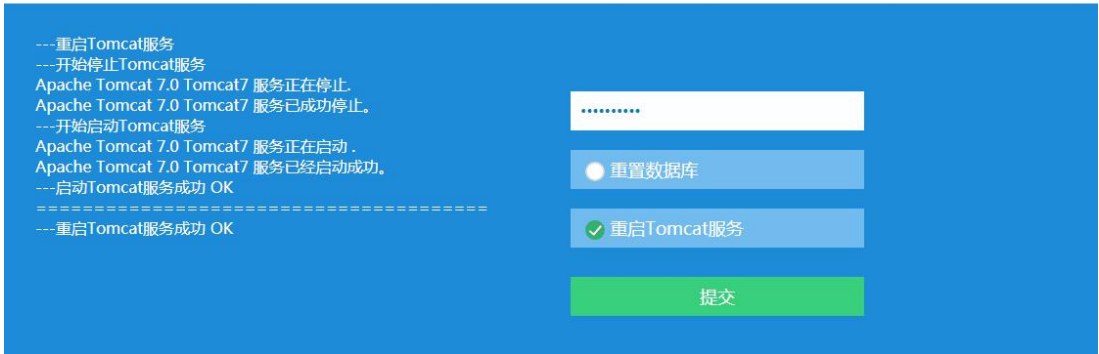 ---重启Tomcat服务
---开始停止Tomcat服务
Apache Tomcat 7.0 Tomcat7 服务正在停止.
Apache Tomcat 7.0 Tomcat7 服务已成功停止。
---开始启动Tomcat服务
Apache Tomcat 7.0 Tomcat7 服务正在启动 .
Apache Tomcat 7.0 Tomcat7 服务已经启动成功。
---启动Tomcat服务成功 OK
=======================================
---重启Tomcat服务成功 OK
••••••••••
重置数据库
重启Tomcat服务
提交